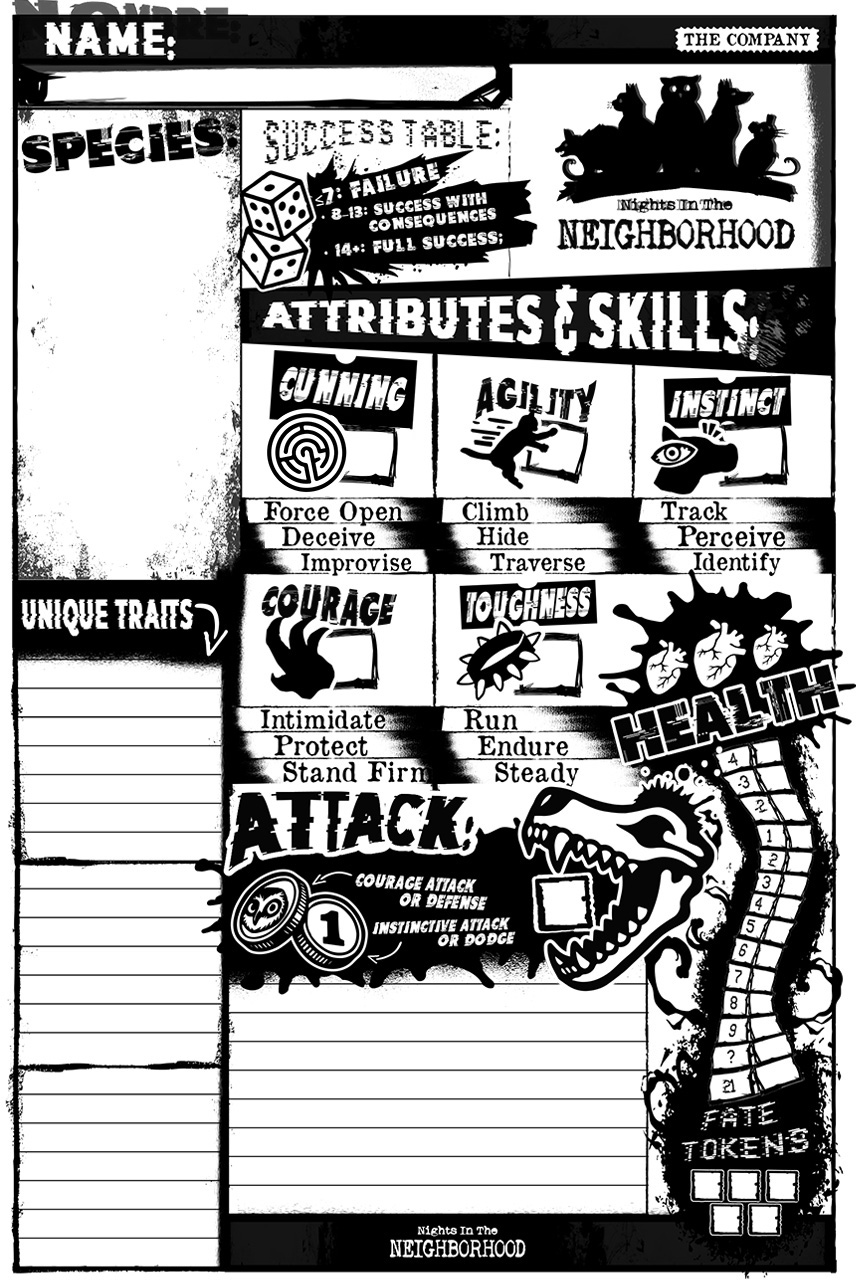 NOMBRE:
NAME:
THE COMPANY
SPECIES:
SUCCESS TABLE:
≤7: FAILURE
· 8-13: SUCCESS WITH
CONSEQUENCES
· 14+: FULL SUCCESS;
Nights In The
NEIGHBORHOOD
ATTRIBUTES & SKILLS:
CUNNING
AGILITY
INSTINCT
Force Open
Deceive
Improvise
Climb
Hide
Traverse
Track
Perceive
Identify
COURAGE
TOUGHNESS
Intimidate
Protect
Stand Firm
Run
Endure
Steady
UNIQUE TRAITS
HEALTH
-4
-3
-2
1
2
3
4
5
6
7
8
9
?
21
ATTACK:
COURAGE ATTACK
OR DEFENSE
1
INSTINCTIVE ATTACK
OR DODGE
FATE
TOKENS
Nights In The
NEIGHBORHOOD